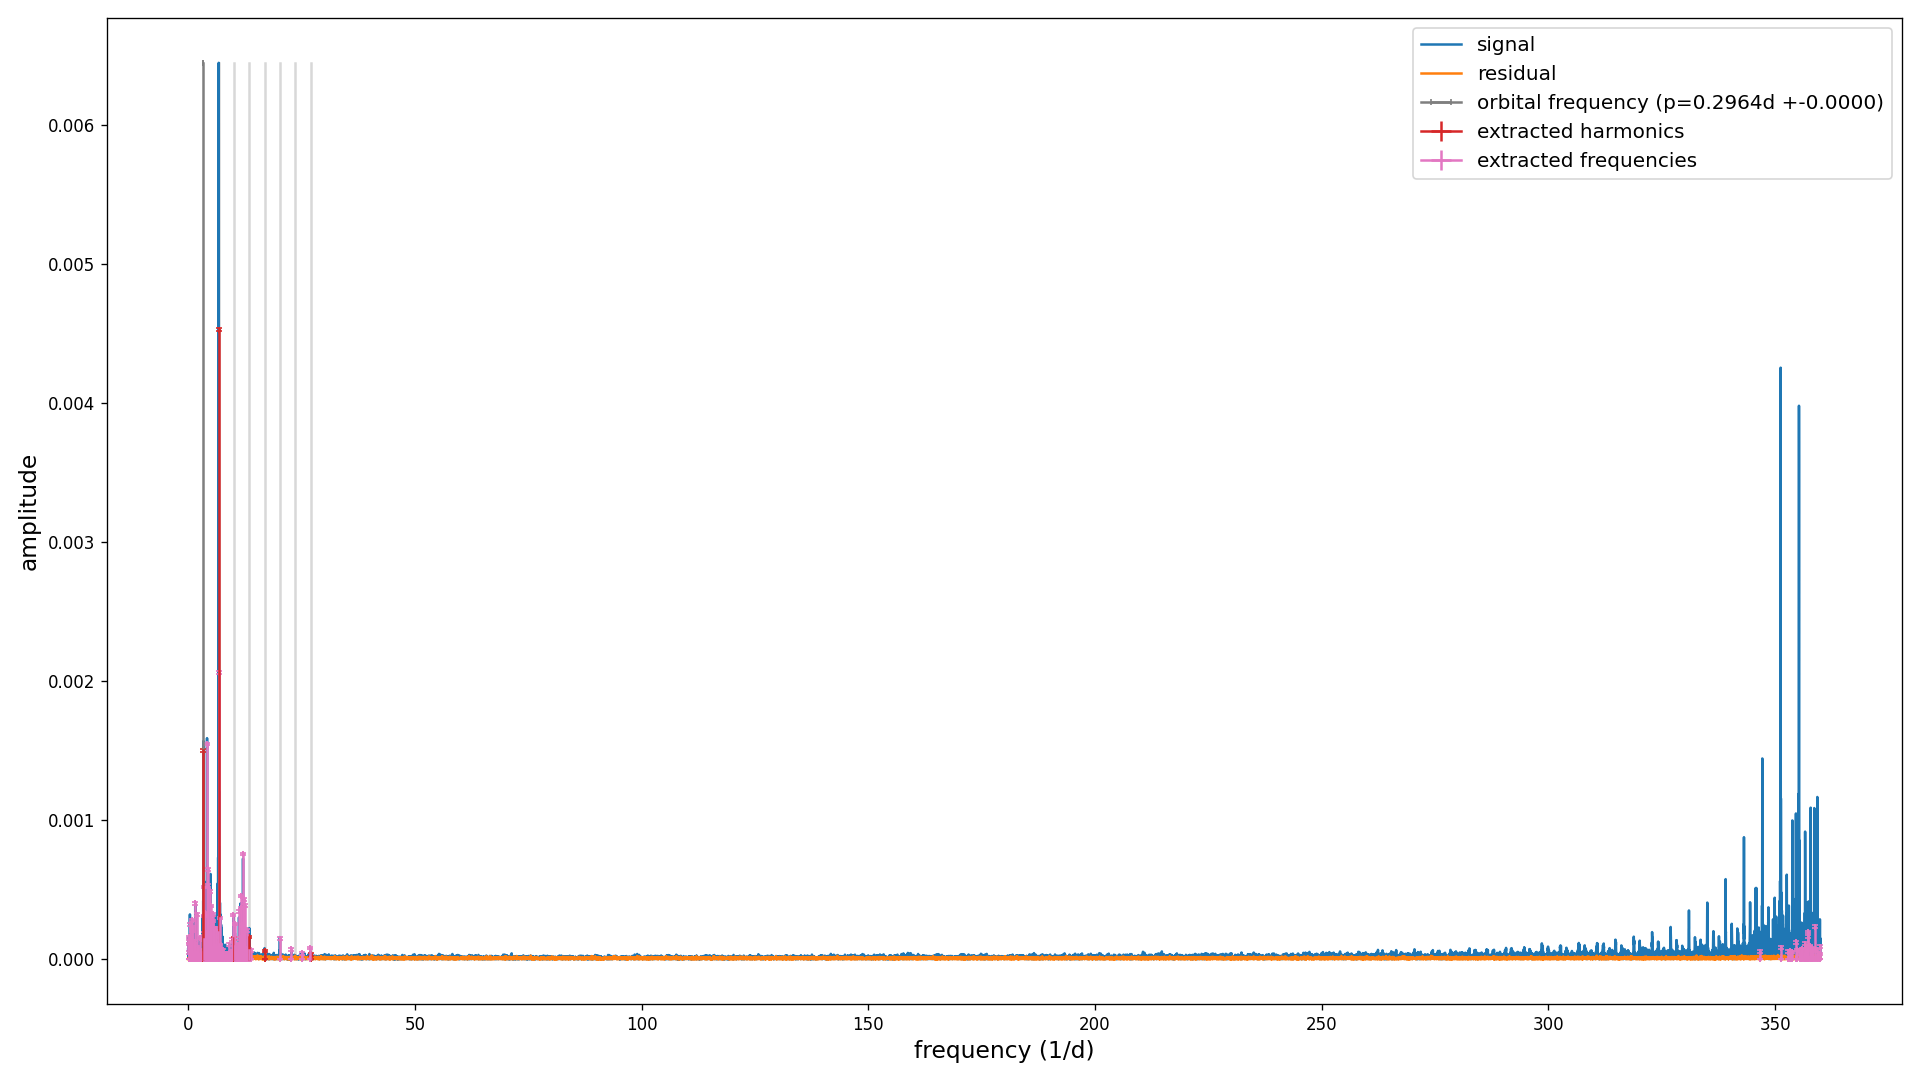 signal
residual
orbital frequency (p=0.2964d +-0.0000)
extracted harmonics
extracted frequencies
amplitude
0.006
0.005
0.004
0.003
0.002
0.001
0.000
0 50 100 150 200 250 300 350
frequency (1/d)